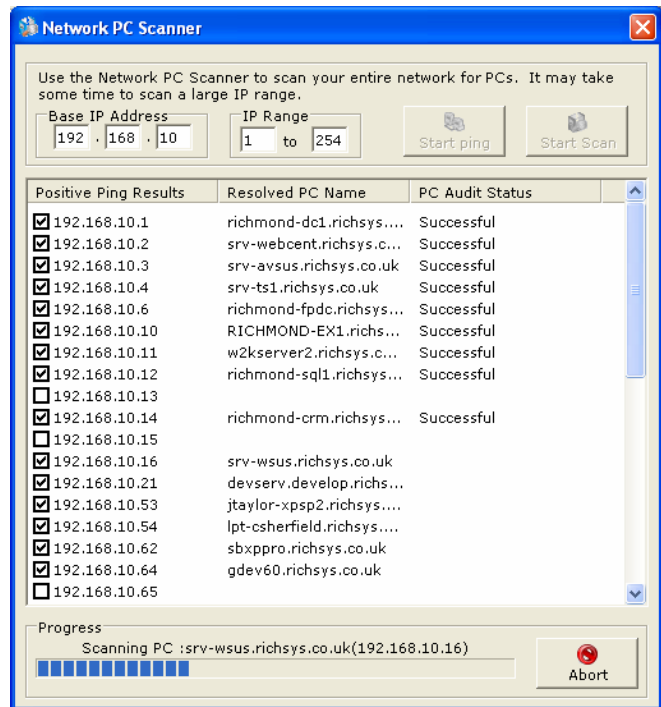 Network PC Scanner
Use the Network PC Scanner to scan your entire network for PCs. It may take
some time to scan a large IP range.
Base IP Address
192 . 168 . 10
IP Range
1 to 254
Start ping
Start Scan
Positive Ping Results Resolved PC Name PC Audit Status
192.168.10.1 richmond-dc1.richsys.... Successful
192.168.10.2 srv-webcent.richsys.c... Successful
192.168.10.3 srv-avsus.richsys.co.uk Successful
192.168.10.4 srv-ts1.richsys.co.uk Successful
192.168.10.6 richmond-fpdc.richsys... Successful
192.168.10.10 RICHMOND-EX1.richs... Successful
192.168.10.11 w2kserver2.richsys.c... Successful
192.168.10.12 richmond-sql1.richsys... Successful
192.168.10.13
192.168.10.14 richmond-crm.richsys... Successful
192.168.10.15
192.168.10.16 srv-wsus.richsys.co.uk
192.168.10.21 devserv.develop.richs...
192.168.10.53 jtaylor-xpsp2.richsys....
192.168.10.54 lpt-csherfield.richsys....
192.168.10.62 sbxppro.richsys.co.uk
192.168.10.64 gdev60.richsys.co.uk
192.168.10.65
Progress
Scanning PC :srv-wsus.richsys.co.uk(192.168.10.16)
Abort